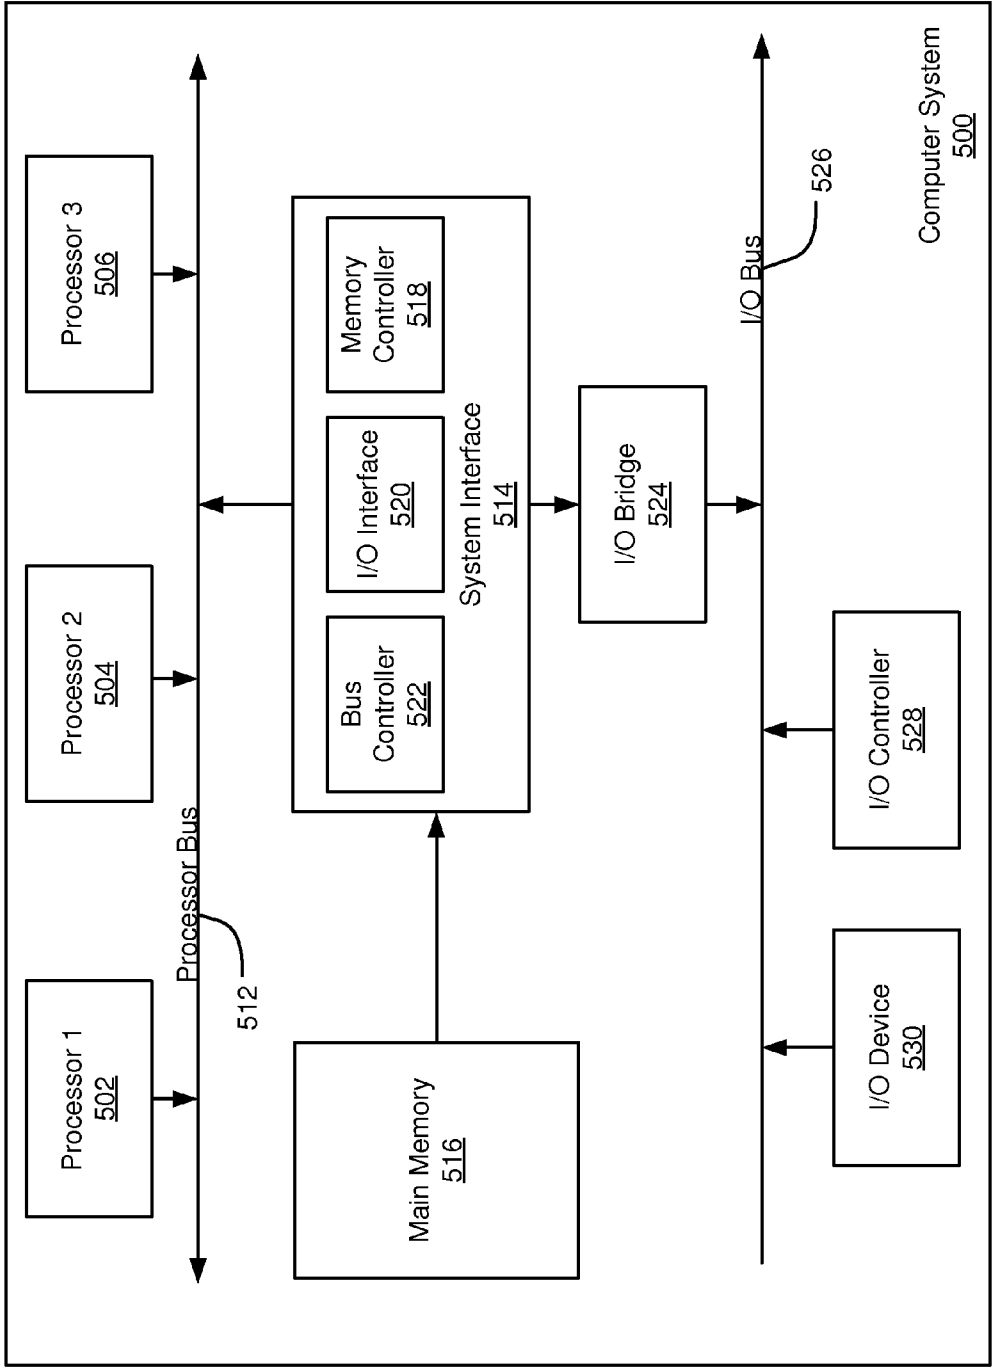 Processor 1
502
Processor 2
504
Processor 3
506
Processor Bus
512
Main Memory
516
Bus
Controller
522
I/O Interface
520
Memory
Controller
518
System Interface
514
I/O Bridge
524
I/O Bus
526
I/O Device
530
I/O Controller
528
Computer System
500